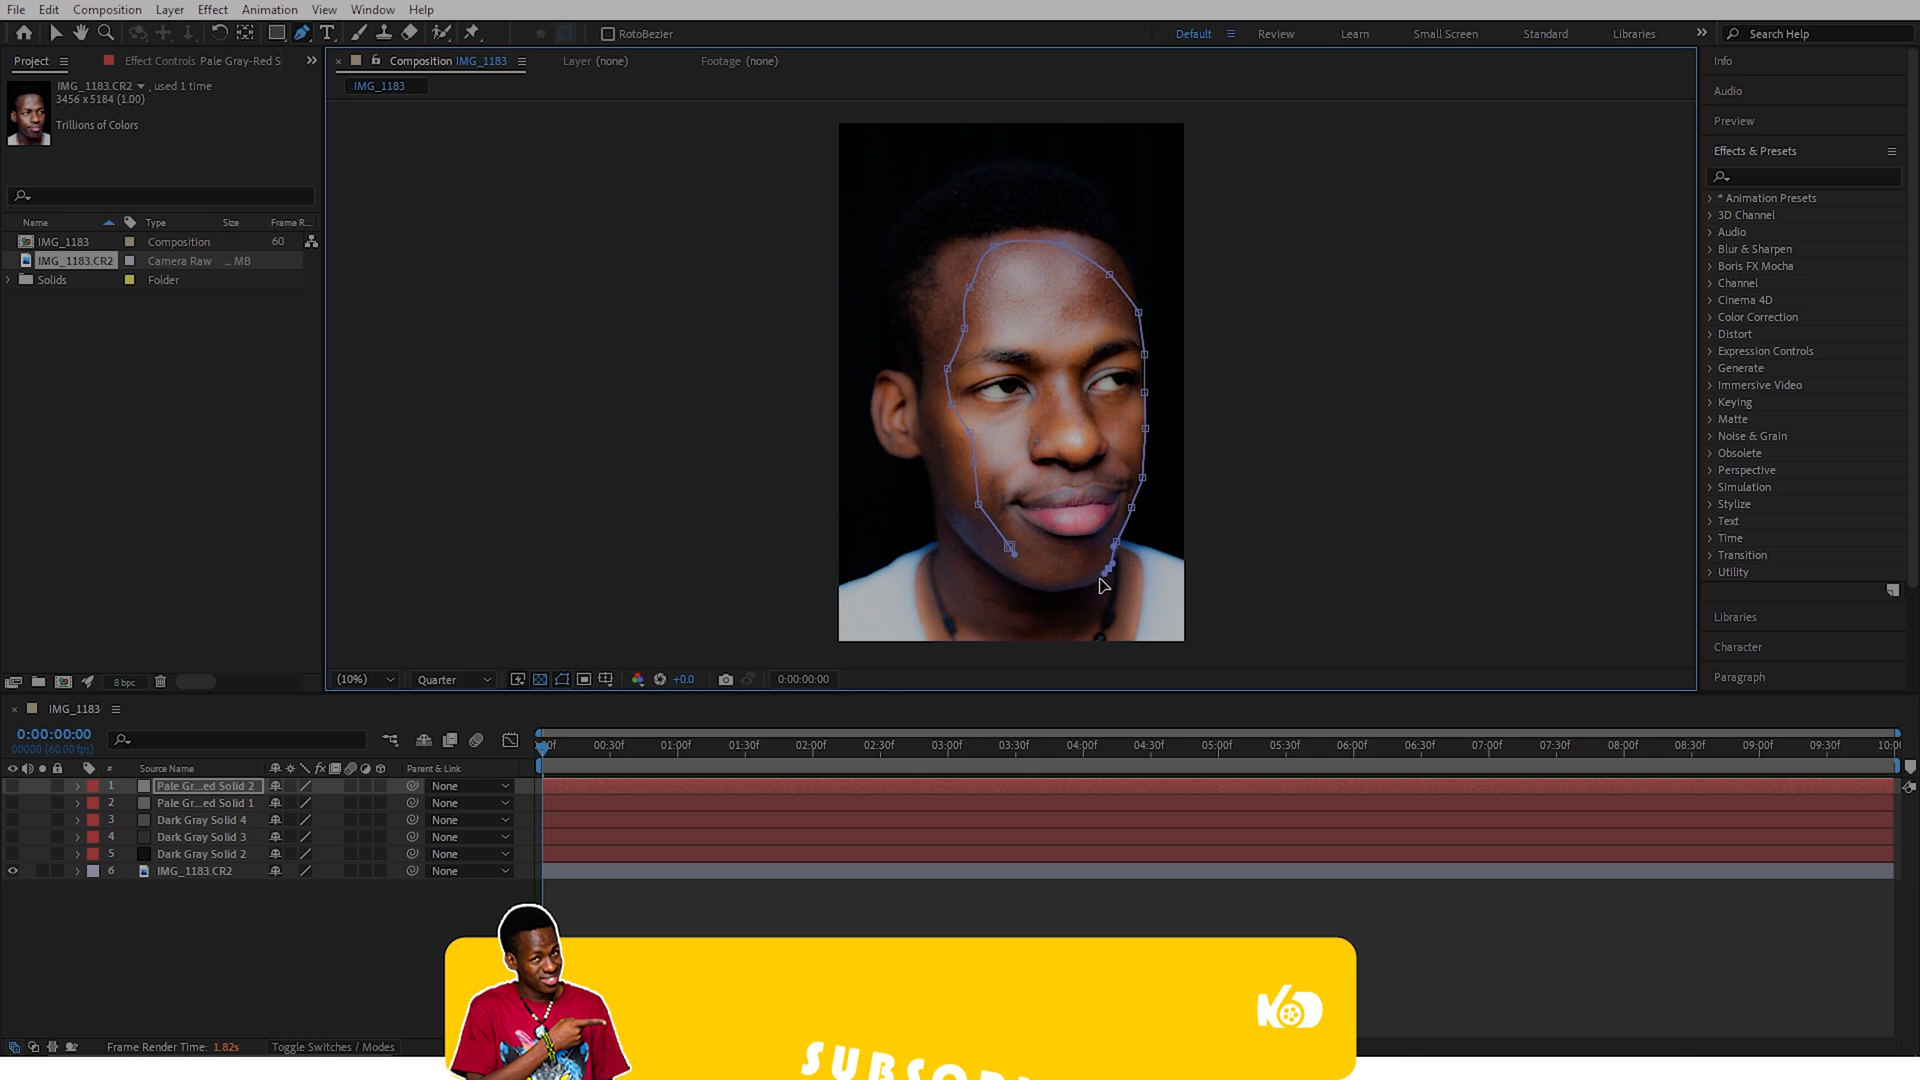 File Edit Composition Layer Effect Animation View Window Help
RotoBezier
Default Review Learn Small Screen Standard Libraries Search Help
Project Effect Controls Pale Gray-Red S
Composition IMG_1183 Layer (none) Footage (none)
IMG_1183
IMG_1183.CR2 , used 1 time
3456 x 5184 (1.00)
Trillions of Colors
Name Type Size Frame R...
IMG_1183 Composition 60
IMG_1183.CR2 Camera Raw ... MB
Solids Folder
8 bpc
(10%) Quarter +0.0 0:00:00:00
Info
Audio
Preview
Effects & Presets
* Animation Presets
3D Channel
Audio
Blur & Sharpen
Boris FX Mocha
Channel
Cinema 4D
Color Correction
Distort
Expression Controls
Generate
Immersive Video
Keying
Matte
Noise & Grain
Obsolete
Perspective
Simulation
Stylize
Text
Time
Transition
Utility
Libraries
Character
Paragraph
IMG_1183
0:00:00:00
00000 (60.00 fps)
00:30f 01:00f 01:30f 02:00f 02:30f 03:00f 03:30f 04:00f 04:30f 05:00f 05:30f 06:00f 06:30f 07:00f 07:30f 08:00f 08:30f 09:00f 09:30f 10:0
# Source Name fx Parent & Link
1 Pale Gr...ed Solid 2 None
2 Pale Gr...ed Solid 1 None
3 Dark Gray Solid 4 None
4 Dark Gray Solid 3 None
5 Dark Gray Solid 2 None
6 IMG_1183.CR2 None
Frame Render Time: 1.82s Toggle Switches / Modes